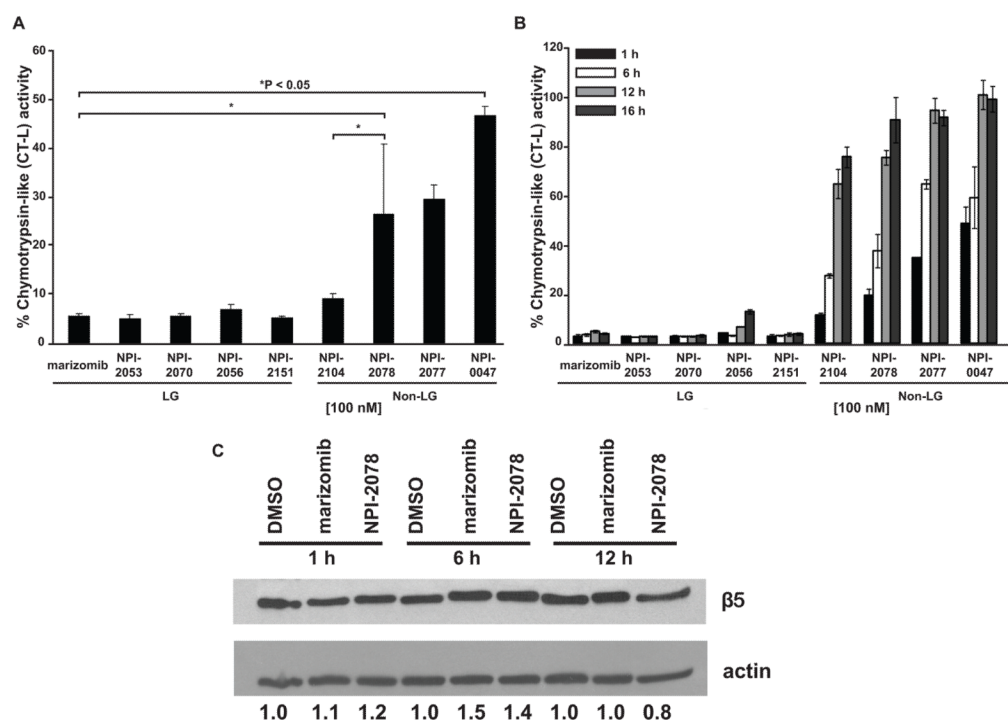 A
% Chymotrypsin-like (CT-L) activity
60
50
40
30
20
10
0
*P < 0.05
*
*
marizomib
NPI-2053
NPI-2070
NPI-2056
NPI-2151
NPI-2104
NPI-2078
NPI-2077
NPI-0047
LG
Non-LG
[100 nM]
B
% Chymotrypsin-like (CT-L) activity
120
100
80
60
40
20
0
1 h
6 h
12 h
16 h
marizomib
NPI-2053
NPI-2070
NPI-2056
NPI-2151
NPI-2104
NPI-2078
NPI-2077
NPI-0047
LG
Non-LG
[100 nM]
C
DMSO
marizomib
NPI-2078
DMSO
marizomib
NPI-2078
DMSO
marizomib
NPI-2078
1 h
6 h
12 h
β5
actin
1.0 1.1 1.2 1.0 1.5 1.4 1.0 1.0 0.8